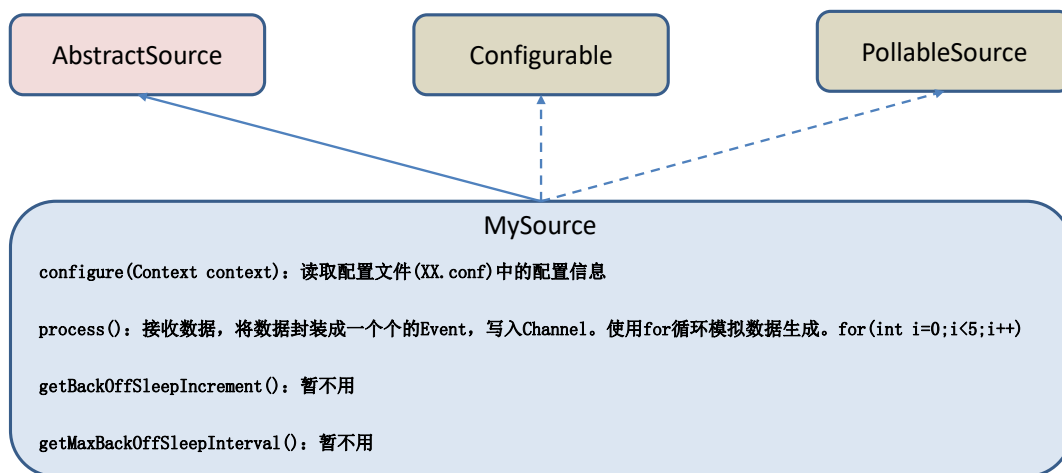 AbstractSource
Configurable
PollableSource
MySource
configure(Context context)：读取配置文件(XX.conf)中的配置信息
process()：接收数据，将数据封装成一个个的Event，写入Channel。使用for循环模拟数据生成。for(int i=0;i<5;i++)
getBackOffSleepIncrement()：暂不用
getMaxBackOffSleepInterval()：暂不用